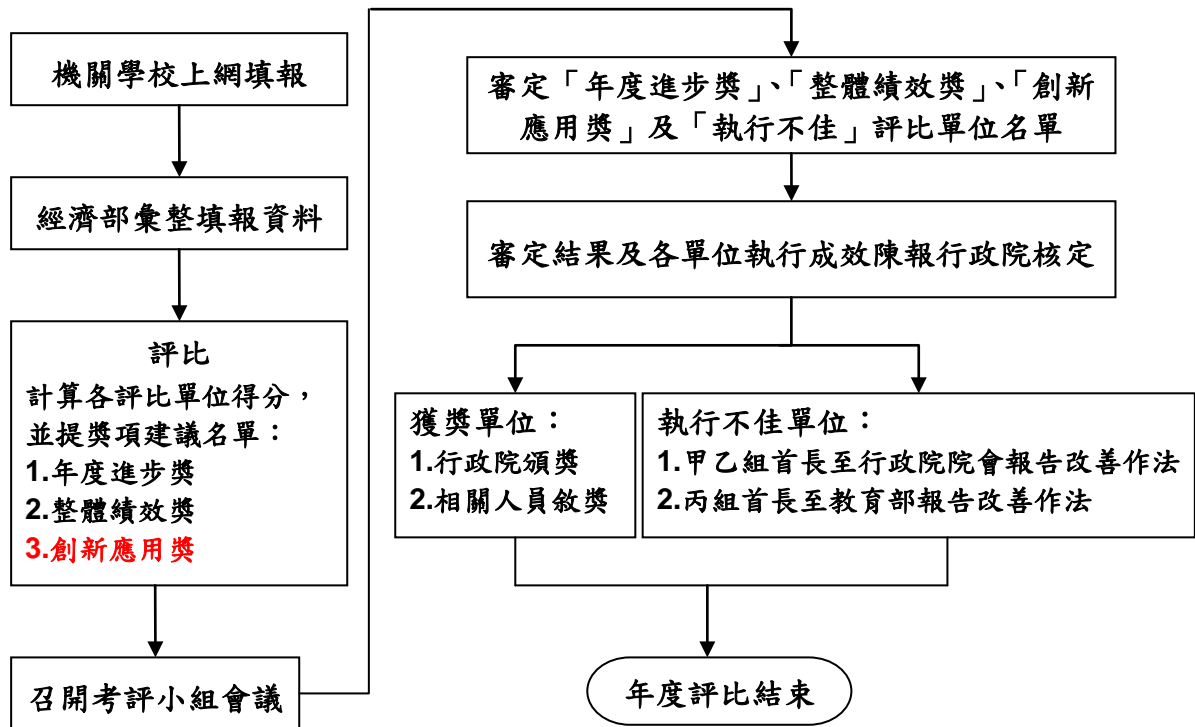 機關學校上網填報
經濟部彙整填報資料
評比
計算各評比單位得分，
並提獎項建議名單：
1.年度進步獎
2.整體績效獎
3.創新應用獎
召開考評小組會議
審定「年度進步獎」、「整體績效獎」、「創新
應用獎」及「執行不佳」評比單位名單
審定結果及各單位執行成效陳報行政院核定
獲獎單位：
1.行政院頒獎
2.相關人員敘獎
執行不佳單位：
1.甲乙組首長至行政院院會報告改善作法
2.丙組首長至教育部報告改善作法
年度評比結束